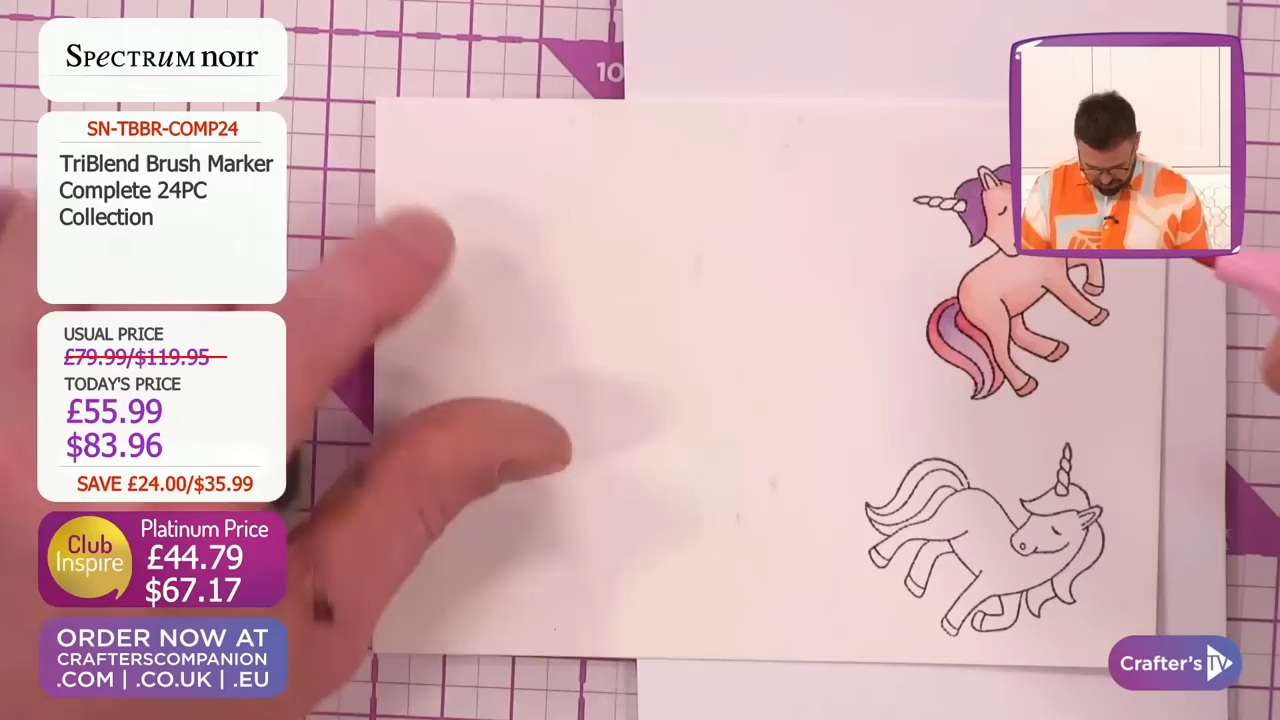 SPECTRUM NOIR
SN-TBBR-COMP24
TriBlend Brush Marker
Complete 24PC
Collection
USUAL PRICE
£79.99/$119.95
TODAY'S PRICE
£55.99
$83.96
SAVE £24.00/$35.99
Club
Inspire
Platinum Price
£44.79
$67.17
ORDER NOW AT
CRAFTERSCOMPANION
.COM | .CO.UK | .EU
10
Crafter's TV